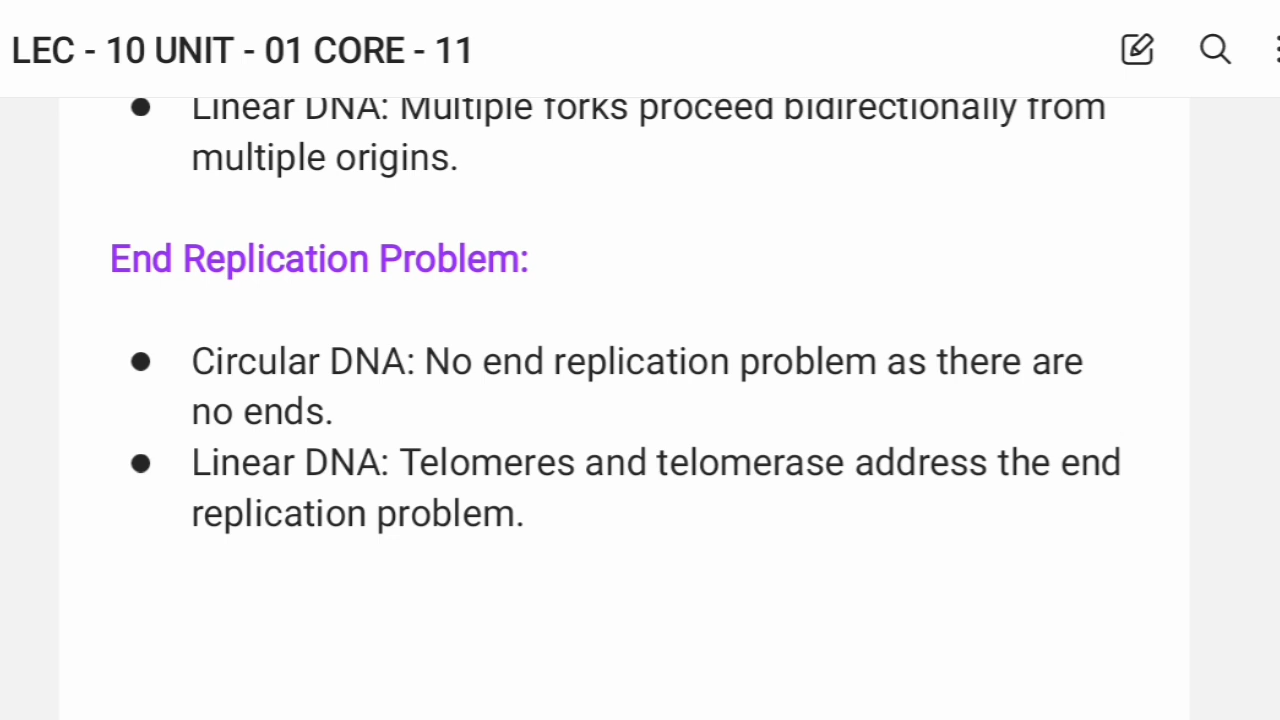 LEC - 10 UNIT - 01 CORE - 11
● Linear DNA: Multiple forks proceed bidirectionally from
multiple origins.
End Replication Problem:
● Circular DNA: No end replication problem as there are
no ends.
● Linear DNA: Telomeres and telomerase address the end
replication problem.